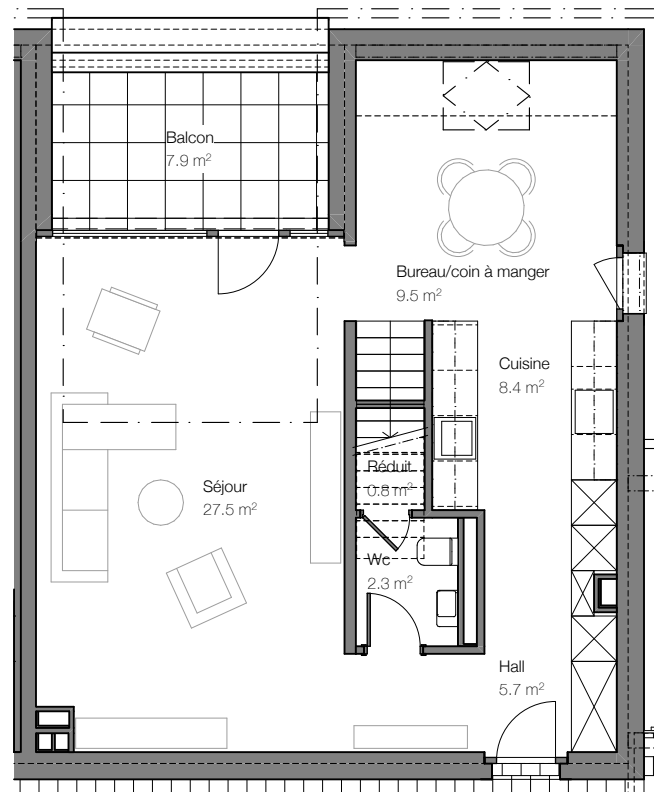 Balcon
7.9 m²
Bureau/coin à manger
9.5 m²
Cuisine
8.4 m²
Réduit
0.8 m²
Séjour
27.5 m²
Wc
2.3 m²
Hall
5.7 m²